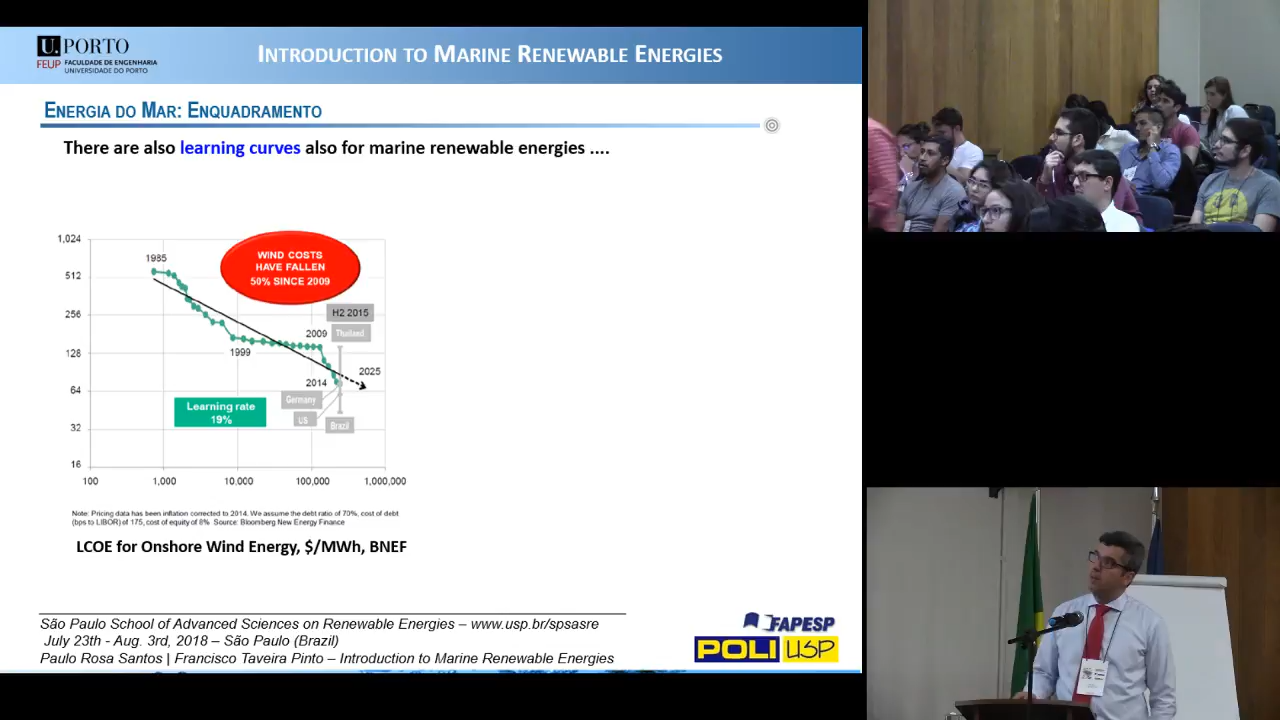 U. PORTO
FEUP FACULDADE DE ENGENHARIA
UNIVERSIDADE DO PORTO
INTRODUCTION TO MARINE RENEWABLE ENERGIES
ENERGIA DO MAR: ENQUADRAMENTO
There are also learning curves also for marine renewable energies ....
1,024
512
256
128
64
32
16
100
1,000
10,000
100,000
1,000,000
1985
WIND COSTS
HAVE FALLEN
50% SINCE 2009
H2 2015
Thailand
2009
1999
2025
2014
Germany
US
Brazil
Learning rate
19%
Note: Pricing data has been inflation corrected to 2014. We assume the debt ratio of 70%, cost of debt
(bps to LIBOR) of 175, cost of equity of 8% Source: Bloomberg New Energy Finance
LCOE for Onshore Wind Energy, $/MWh, BNEF
São Paulo School of Advanced Sciences on Renewable Energies – www.usp.br/spsasre
July 23th - Aug. 3rd, 2018 – São Paulo (Brazil)
Paulo Rosa Santos | Francisco Taveira Pinto – Introduction to Marine Renewable Energies
FAPESP
POLI USP